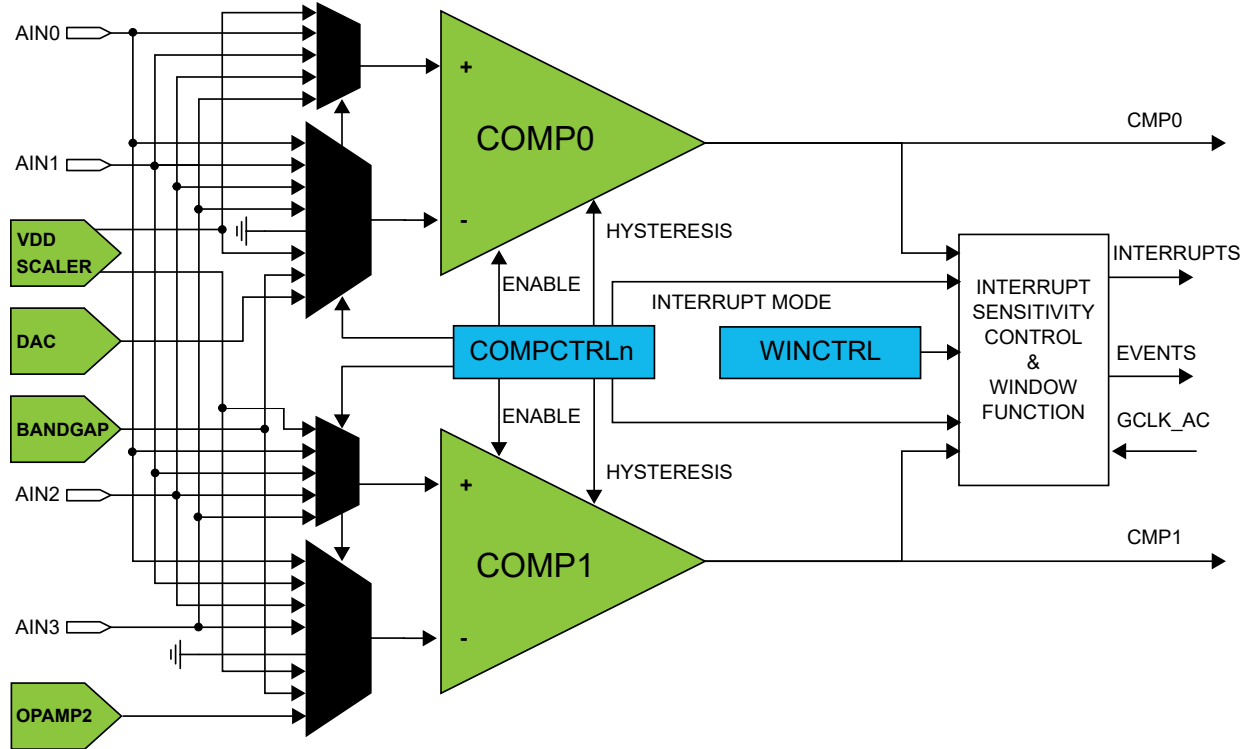 AIN0
+
COMP0
CMP0
AIN1
-
HYSTERESIS
VDD
SCALER
ENABLE
INTERRUPTS
INTERRUPT MODE
INTERRUPT
SENSITIVITY
CONTROL
&
WINDOW
FUNCTION
DAC
COMPCTRLn
WINCTRL
EVENTS
ENABLE
GCLK_AC
BANDGAP
HYSTERESIS
AIN2
+
COMP1
CMP1
AIN3
-
OPAMP2